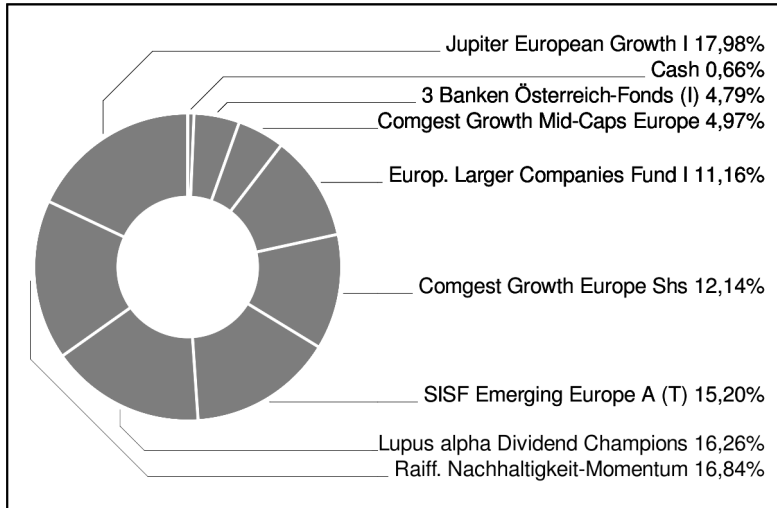 Jupiter European Growth I 17,98%
Cash 0,66%
3 Banken Österreich-Fonds (I) 4,79%
Comgest Growth Mid-Caps Europe 4,97%
Europ. Larger Companies Fund I 11,16%
Comgest Growth Europe Shs 12,14%
SISF Emerging Europe A (T) 15,20%
Lupus alpha Dividend Champions 16,26%
Raiff. Nachhaltigkeit-Momentum 16,84%